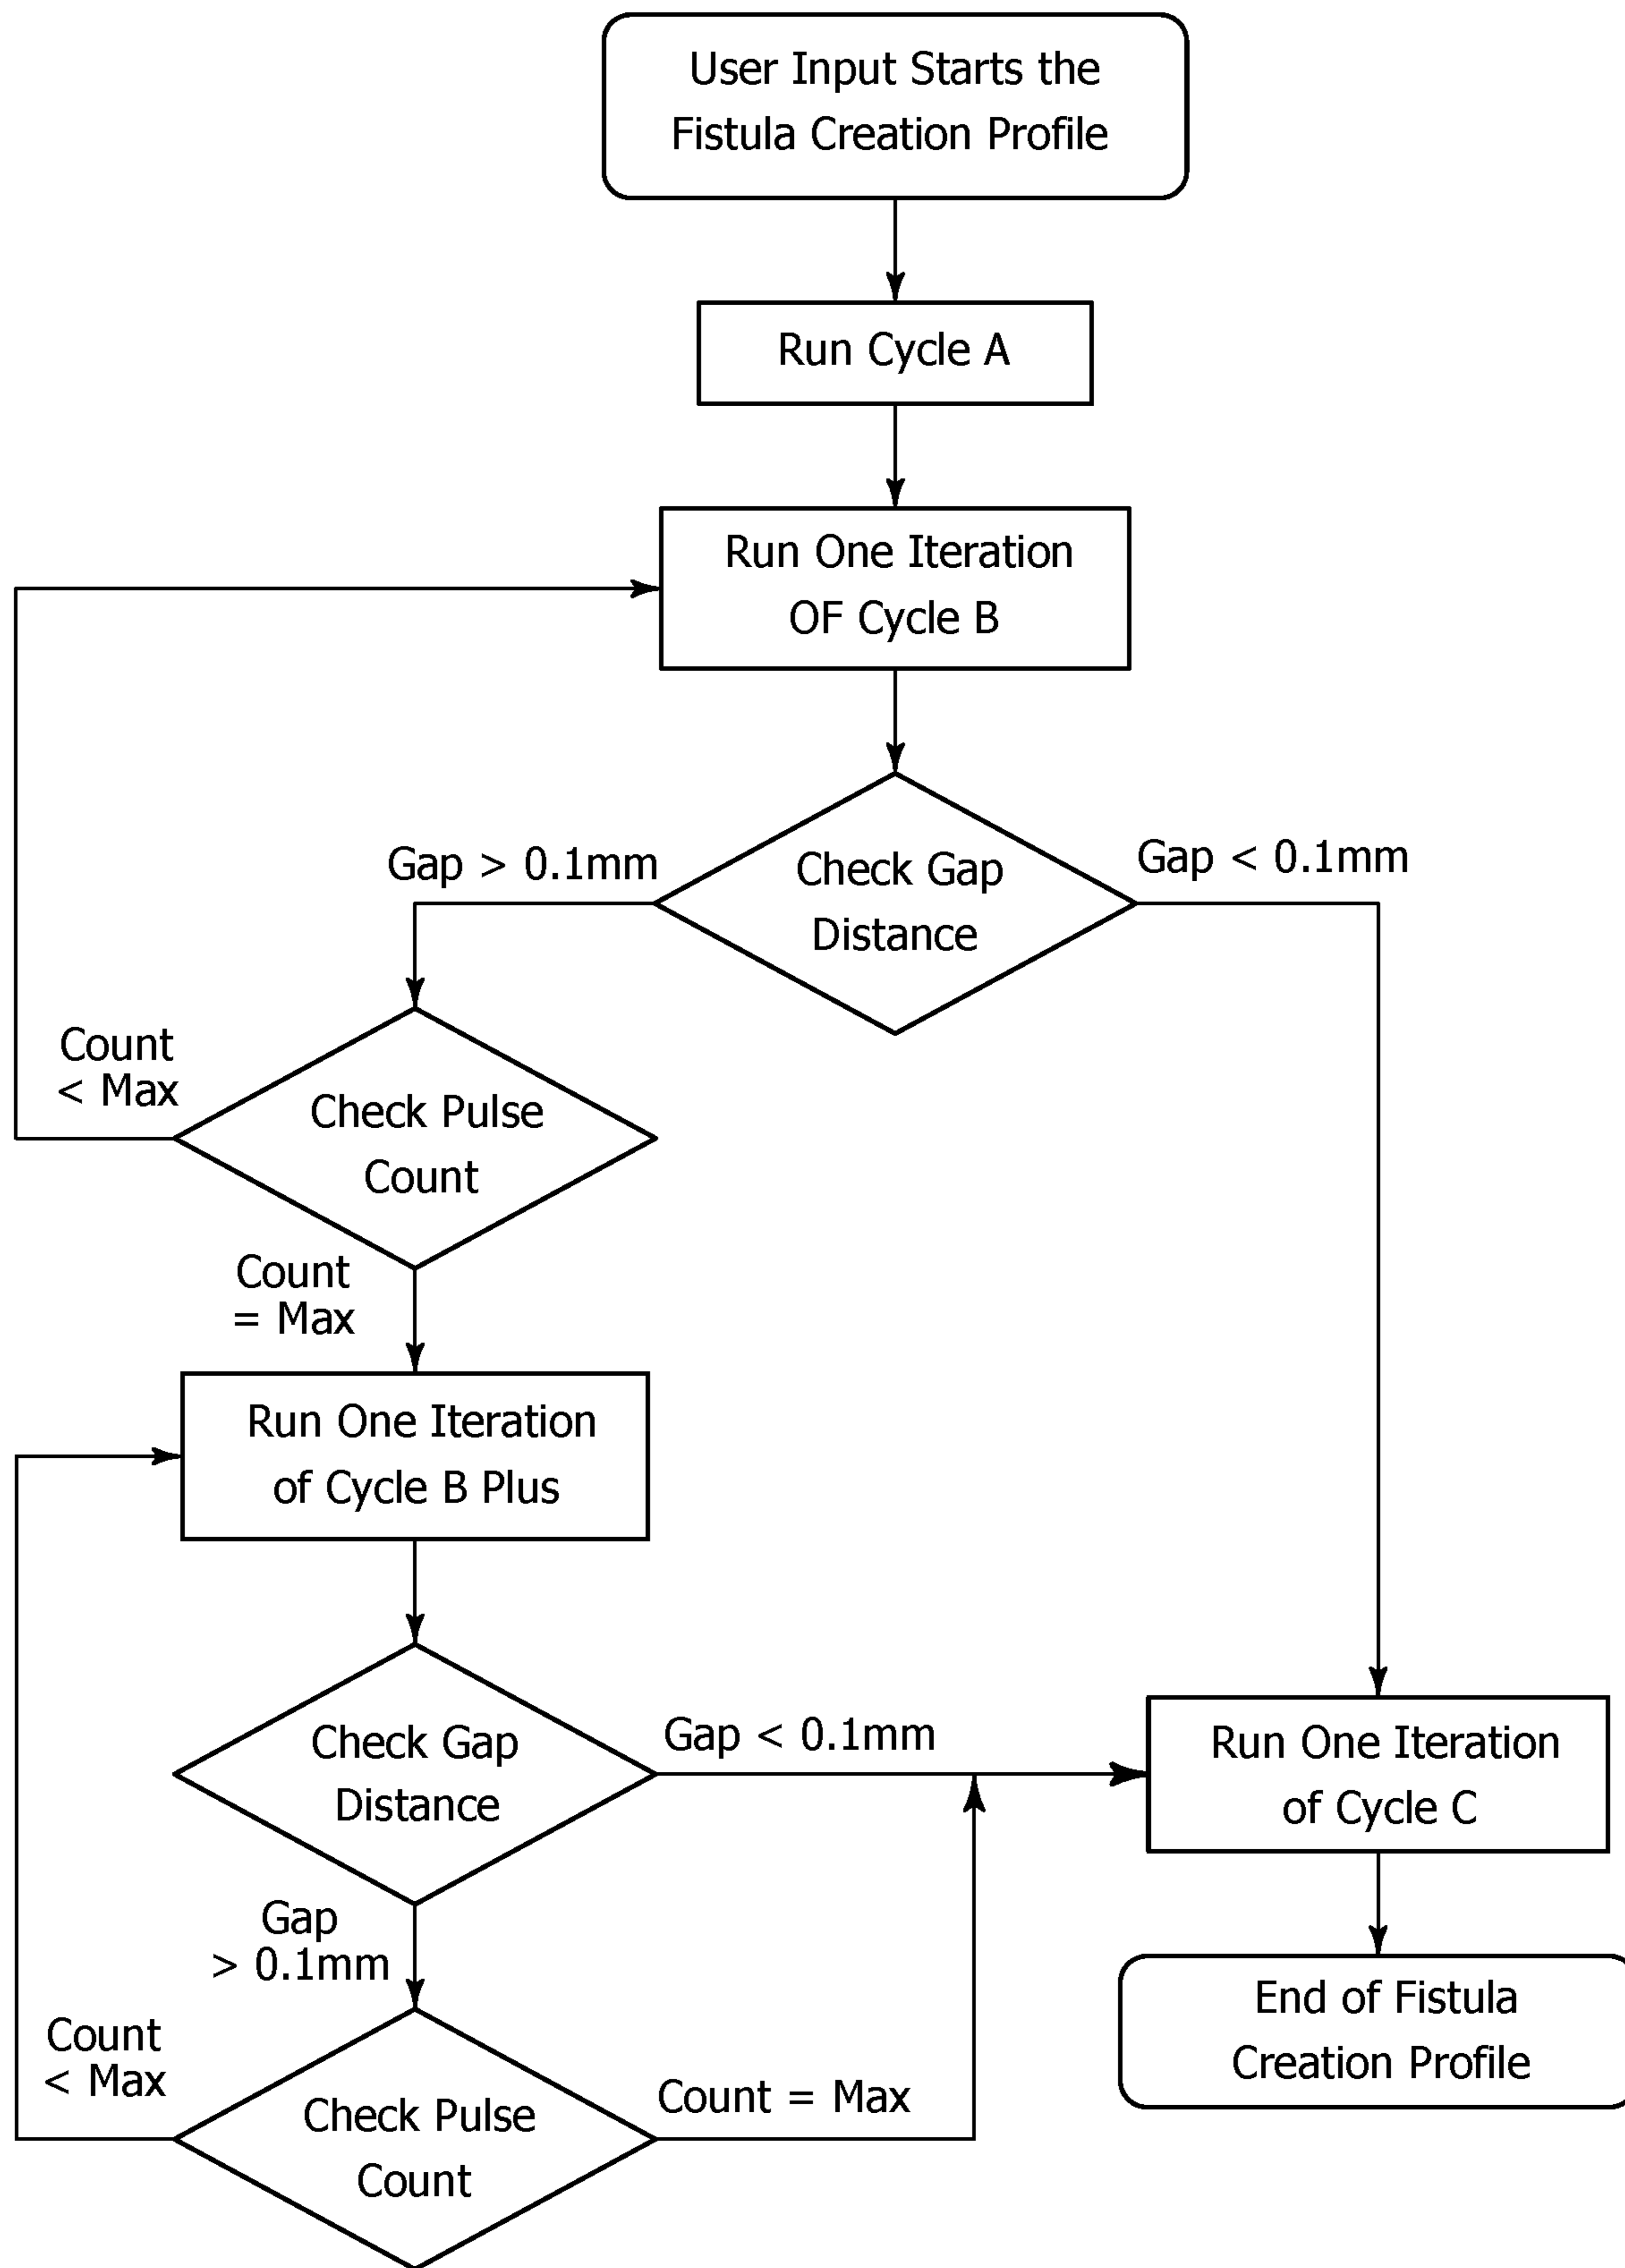 User Input Starts the
Fistula Creation Profile
Run Cycle A
Run One Iteration
OF Cycle B
Gap > 0.1mm
Check Gap
Distance
Gap < 0.1mm
Count
< Max
Check Pulse
Count
Count
= Max
Run One Iteration
of Cycle B Plus
Check Gap
Distance
Gap < 0.1mm
Run One Iteration
of Cycle C
Gap
> 0.1mm
End of Fistula
Creation Profile
Count
< Max
Check Pulse
Count
Count = Max